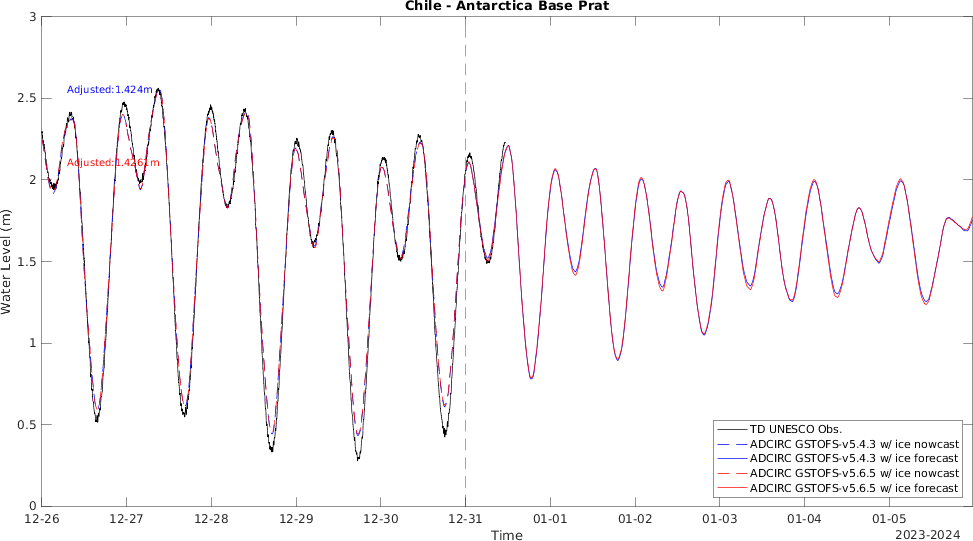 Chile - Antarctica Base Prat
3
2.5
2
1.5
1
0.5
0
Water Level (m)
Adjusted:1.424m
Adjusted:1.4261m
TD UNESCO Obs.
ADCIRC GSTOFS-v5.4.3 w/ ice nowcast
ADCIRC GSTOFS-v5.4.3 w/ ice forecast
ADCIRC GSTOFS-v5.6.5 w/ ice nowcast
ADCIRC GSTOFS-v5.6.5 w/ ice forecast
12-26 12-27 12-28 12-29 12-30 12-31 01-01 01-02 01-03 01-04 01-05
Time
2023-2024